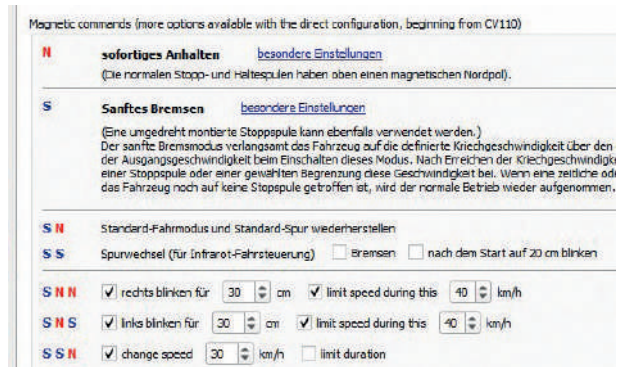 Magnetic commands (more options available with the direct configuration, beginning from CV110)
N sofortiges Anhalten besondere Einstellungen
(Die normalen Stopp- und Haltespulen haben oben einen magnetischen Nordpol).
S Sanftes Bremsen besondere Einstellungen
(Eine umgedreht montierte Stoppspule kann ebenfalls verwendet werden.)
Der sanfte Bremsmodus verlangsamt das Fahrzeug auf die definierte Kriechgeschwindigkeit über den
der Ausgangsgeschwindigkeit beim Einschalten dieses Modus. Nach Erreichen der Kriechgeschwindigke
einer Stoppspule oder einer gewählten Begrenzung diese Geschwindigkeit bei. Wenn eine zeitliche ode
das Fahrzeug noch auf keine Stopspule getroffen ist, wird der normale Betrieb wieder aufgenommen.
S N Standard-Fahrmodus und Standard-Spur wiederherstellen
S S Spurwechsel (für Infrarot-Fahrsteuerung) Bremsen nach dem Start auf 20 cm blinken
S N N rechts blinken für 30 cm limit speed during this 40 km/h
S N S links blinken für 30 cm limit speed during this 40 km/h
S S N change speed 30 km/h limit duration